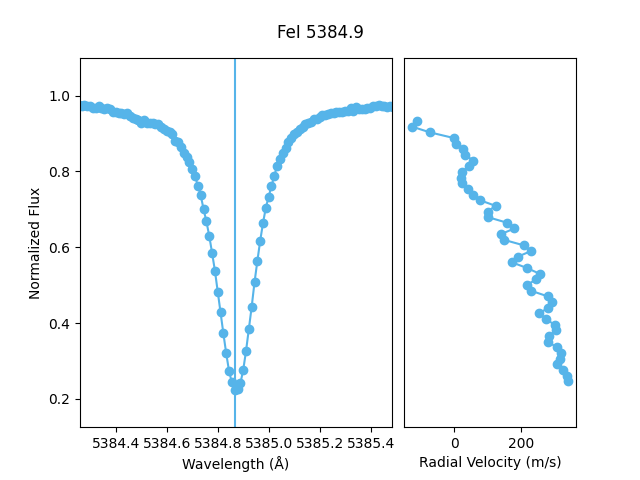 FeI 5384.9
Normalized Flux
1.0
0.8
0.6
0.4
0.2
5384.4 5384.6 5384.8 5385.0 5385.2 5385.4
Wavelength (Å)
0 200
Radial Velocity (m/s)